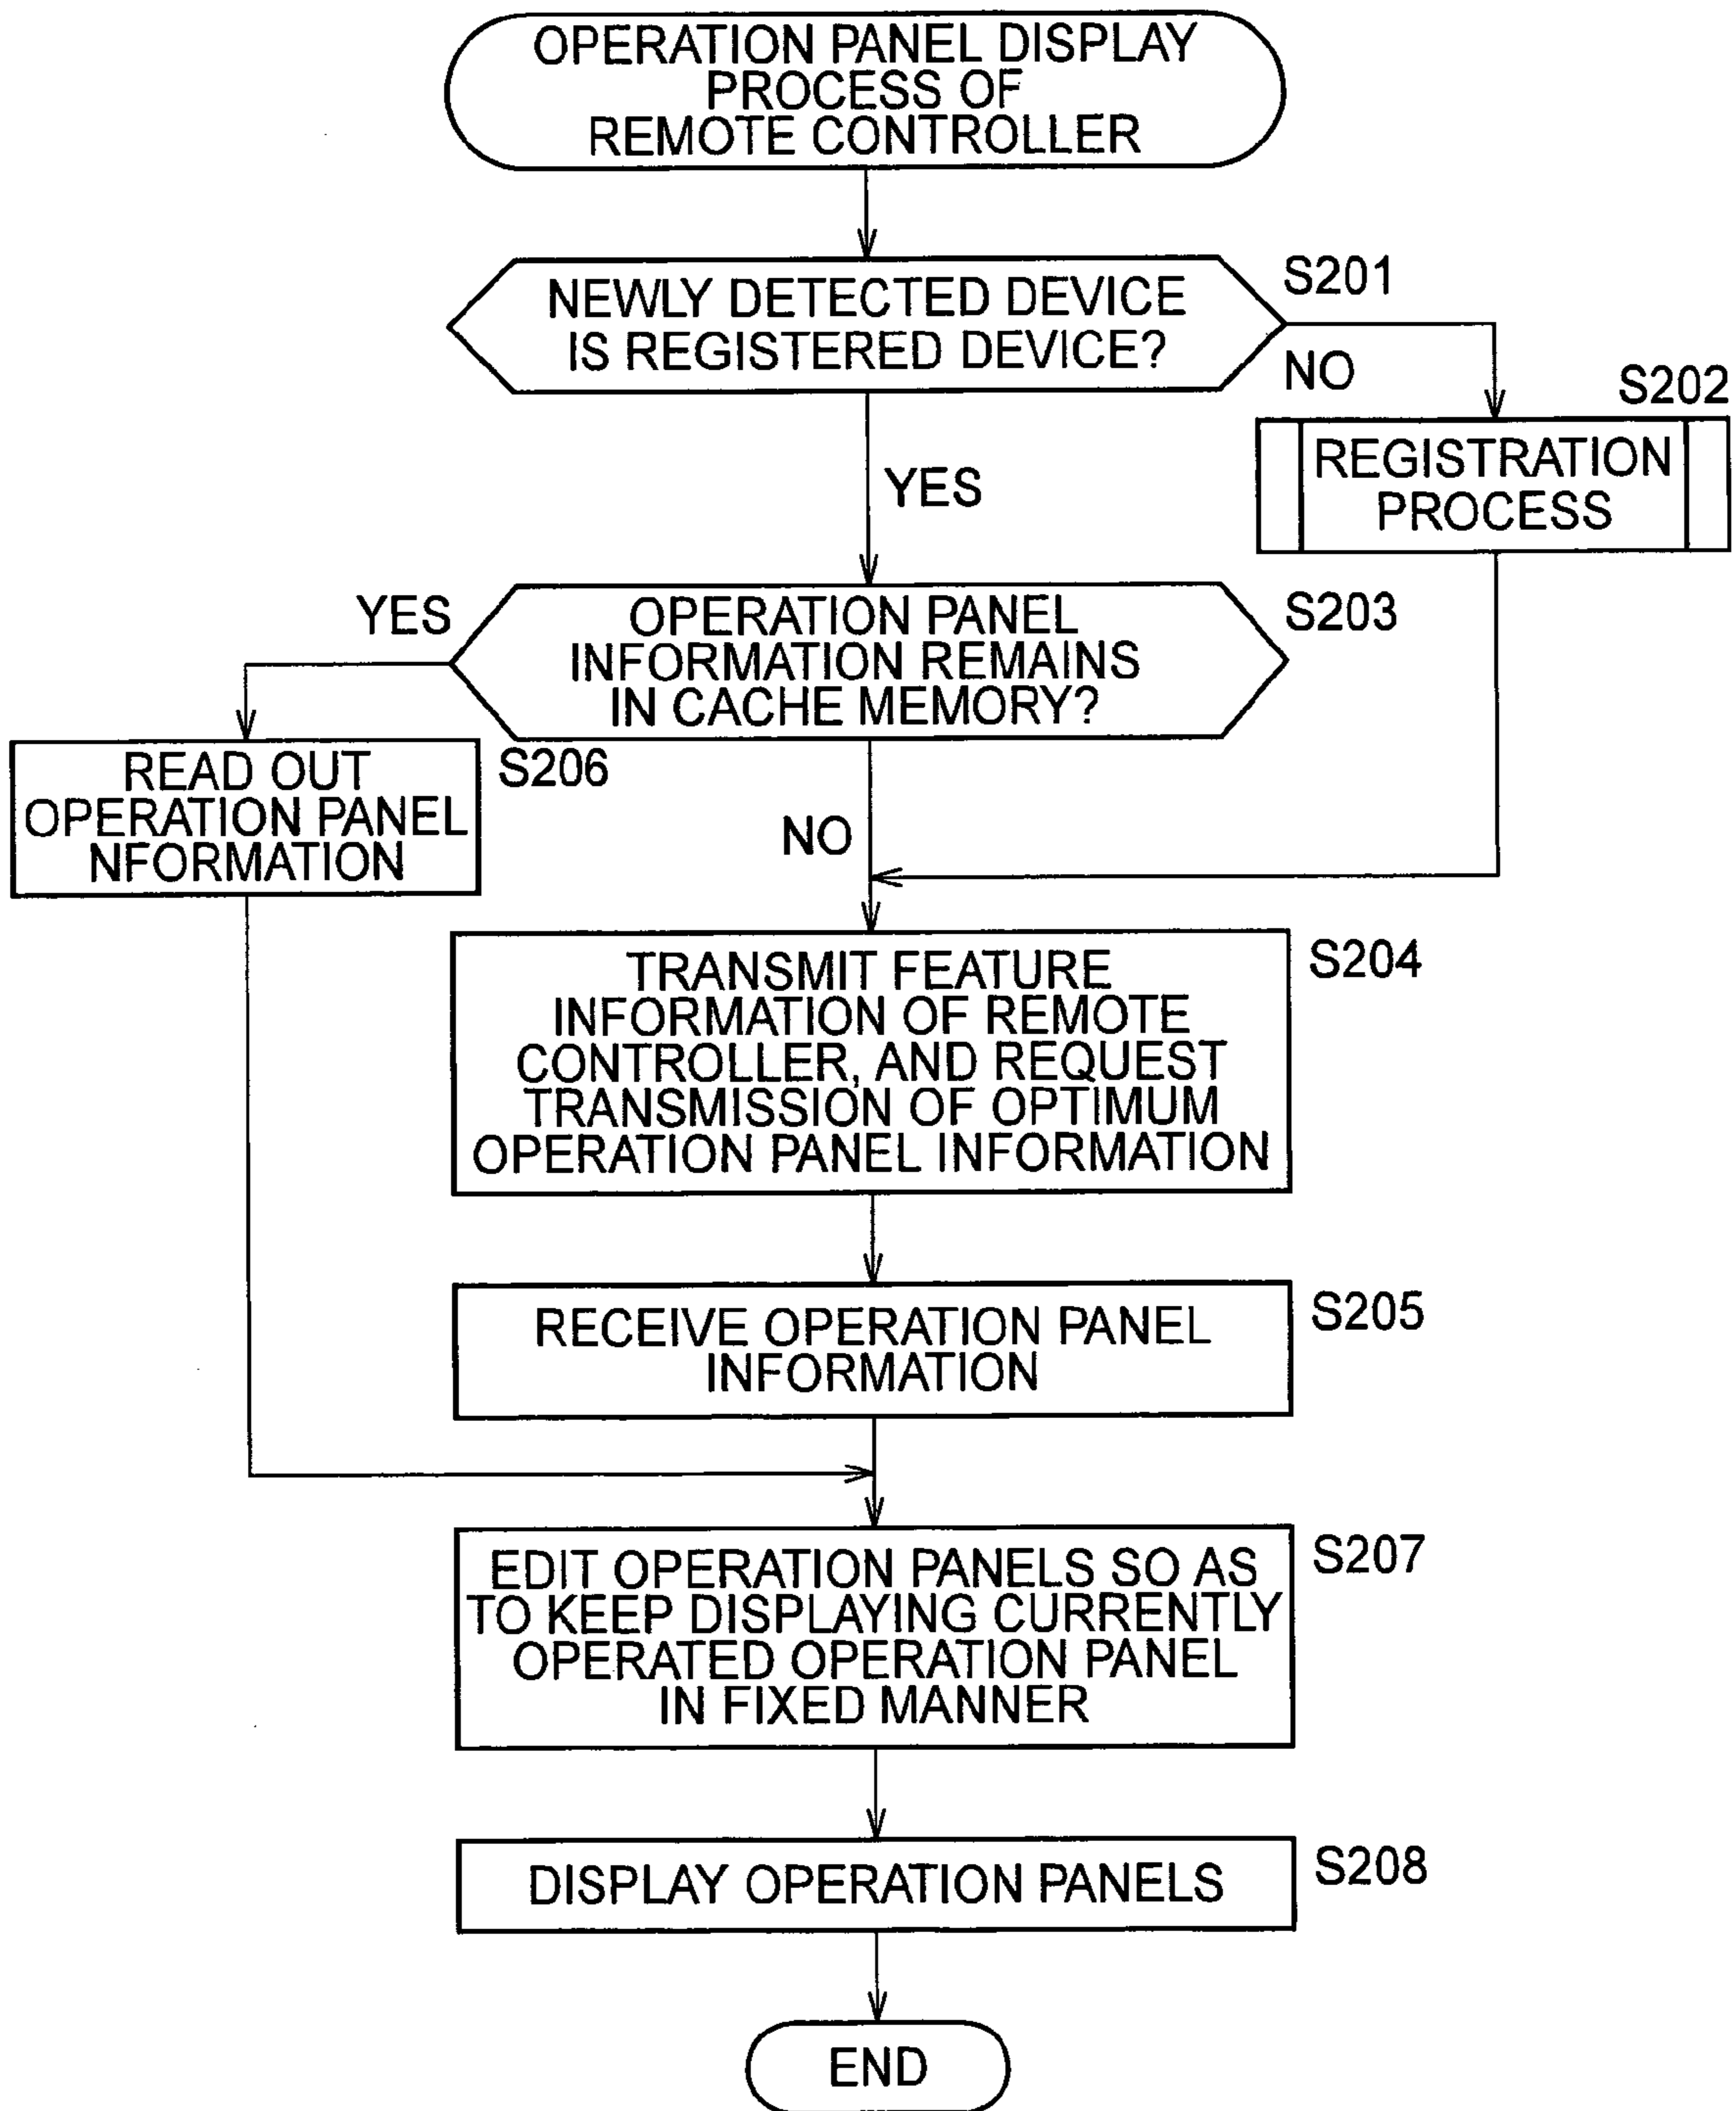 OPERATION PANEL DISPLAY
PROCESS OF
REMOTE CONTROLLER
NEWLY DETECTED DEVICE
IS REGISTERED DEVICE?
S201
NO
S202
REGISTRATION
PROCESS
YES
OPERATION PANEL
INFORMATION REMAINS
IN CACHE MEMORY?
S203
YES
READ OUT
OPERATION PANEL
NFORMATION
S206
NO
TRANSMIT FEATURE
INFORMATION OF REMOTE
CONTROLLER, AND REQUEST
TRANSMISSION OF OPTIMUM
OPERATION PANEL INFORMATION
S204
RECEIVE OPERATION PANEL
INFORMATION
S205
EDIT OPERATION PANELS SO AS
TO KEEP DISPLAYING CURRENTLY
OPERATED OPERATION PANEL
IN FIXED MANNER
S207
DISPLAY OPERATION PANELS
S208
END